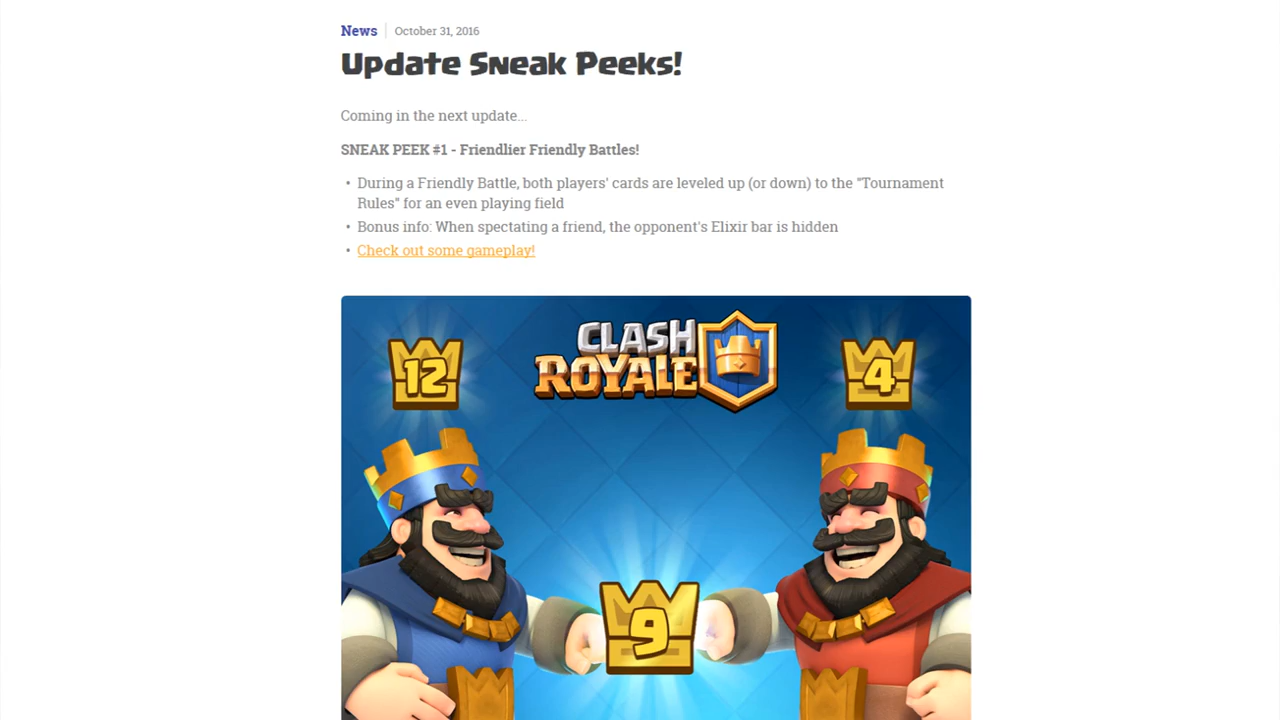 News October 31, 2016
Update Sneak Peeks!
Coming in the next update...
SNEAK PEEK #1 - Friendlier Friendly Battles!
• During a Friendly Battle, both players' cards are leveled up (or down) to the "Tournament
Rules" for an even playing field
• Bonus info: When spectating a friend, the opponent's Elixir bar is hidden
• Check out some gameplay!
CLASH
ROYALE
12
4
9